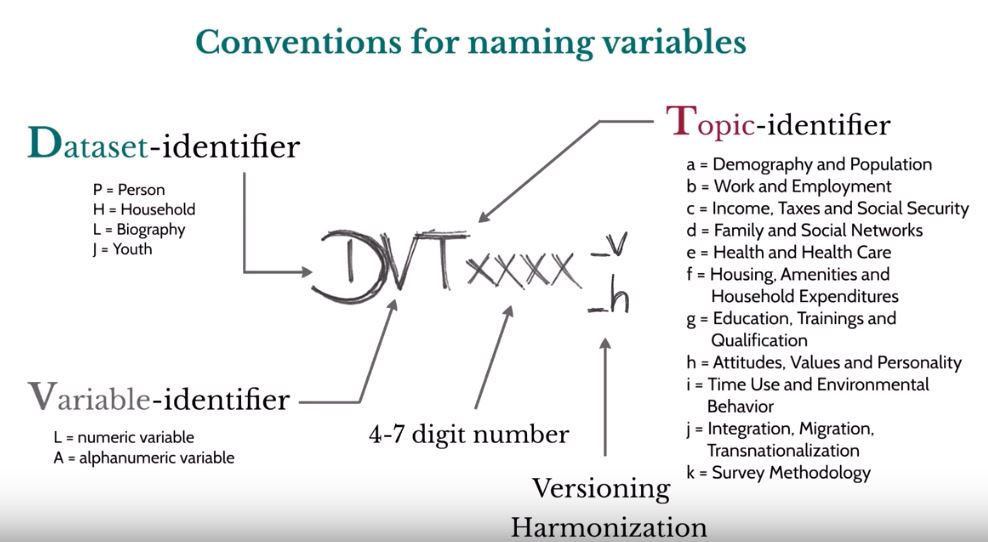 Conventions for naming variables
Dataset-identifier
P = Person
H = Household
L = Biography
J = Youth
Topic-identifier
a = Demography and Population
b = Work and Employment
c = Income, Taxes and Social Security
d = Family and Social Networks
e = Health and Health Care
f = Housing, Amenities and
Household Expenditures
g = Education, Trainings and
Qualification
h = Attitudes, Values and Personality
i = Time Use and Environmental
Behavior
j = Integration, Migration,
Transnationalization
k = Survey Methodology
DVTxxxx _v
_h
Variable-identifier
L = numeric variable
A = alphanumeric variable
4-7 digit number
Versioning
Harmonization